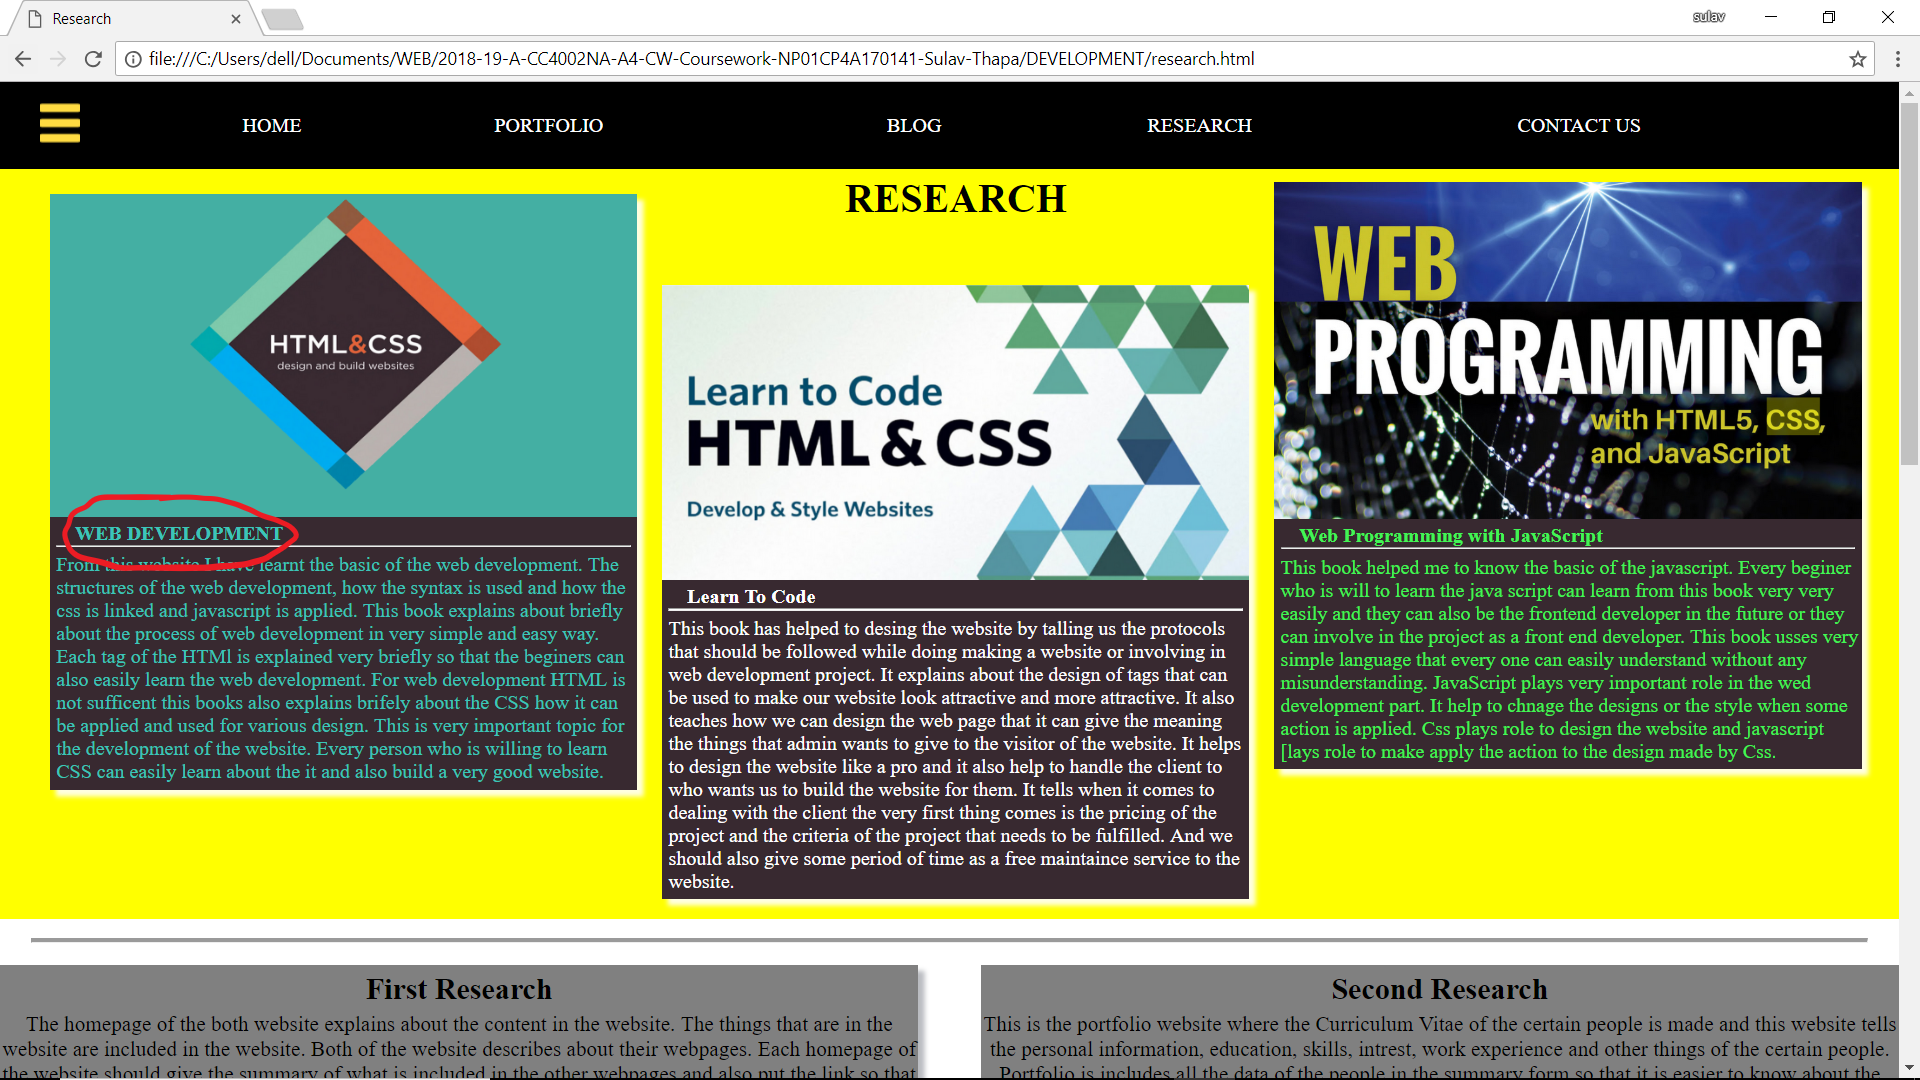 Research
sulav
file:///C:/Users/dell/Documents/WEB/2018-19-A-CC4002NA-A4-CW-Coursework-NP01CP4A170141-Sulav-Thapa/DEVELOPMENT/research.html
HOME PORTFOLIO BLOG RESEARCH CONTACT US
RESEARCH
HTML&CSS
design and build websites
WEB DEVELOPMENT
From this website I have learnt the basic of the web development. The
structures of the web development, how the syntax is used and how the
css is linked and javascript is applied. This book explains about briefly
about the process of web development in very simple and easy way.
Each tag of the HTMl is explained very briefly so that the beginers can
also easily learn the web development. For web development HTML is
not sufficent this books also explains brifely about the CSS how it can
be applied and used for various design. This is very important topic for
the development of the website. Every person who is willing to learn
CSS can easily learn about the it and also build a very good website.
Learn to Code
HTML & CSS
Develop & Style Websites
Learn To Code
This book has helped to desing the website by talling us the protocols
that should be followed while doing making a website or involving in
web development project. It explains about the design of tags that can
be used to make our website look attractive and more attractive. It also
teaches how we can design the web page that it can give the meaning
the things that admin wants to give to the visitor of the website. It helps
to design the website like a pro and it also help to handle the client to
who wants us to build the website for them. It tells when it comes to
dealing with the client the very first thing comes is the pricing of the
project and the criteria of the project that needs to be fulfilled. And we
should also give some period of time as a free maintaince service to the
website.
WEB
PROGRAMMING
with HTML5, CSS,
and JavaScript
Web Programming with JavaScript
This book helped me to know the basic of the javascript. Every beginer
who is will to learn the java script can learn from this book very very
easily and they can also be the frontend developer in the future or they
can involve in the project as a front end developer. This book usses very
simple language that every one can easily understand without any
misunderstanding. JavaScript plays very important role in the wed
development part. It help to chnage the designs or the style when some
action is applied. Css plays role to design the website and javascript
[lays role to make apply the action to the design made by Css.
First Research
The homepage of the both website explains about the content in the website. The things that are in the
website are included in the website. Both of the website describes about their webpages. Each homepage of
the website should give the summary of what is included in the other webpages and also put the link so that
Second Research
This is the portfolio website where the Curriculum Vitae of the certain people is made and this website tells
the personal information, education, skills, intrest, work experience and other things of the certain people.
Portfolio is includes all the data of the people in the summary form so that it is easier to know about the